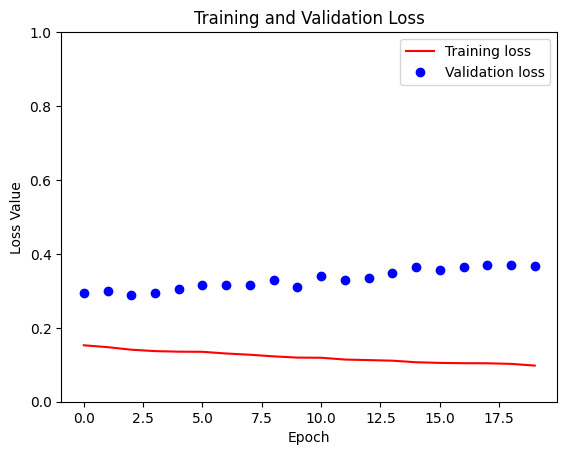 Training and Validation Loss
1.0
Training loss
Validation loss
0.8
0.6
0.4
0.2
0.0
Loss Value
0.0 2.5 5.0 7.5 10.0 12.5 15.0 17.5
Epoch